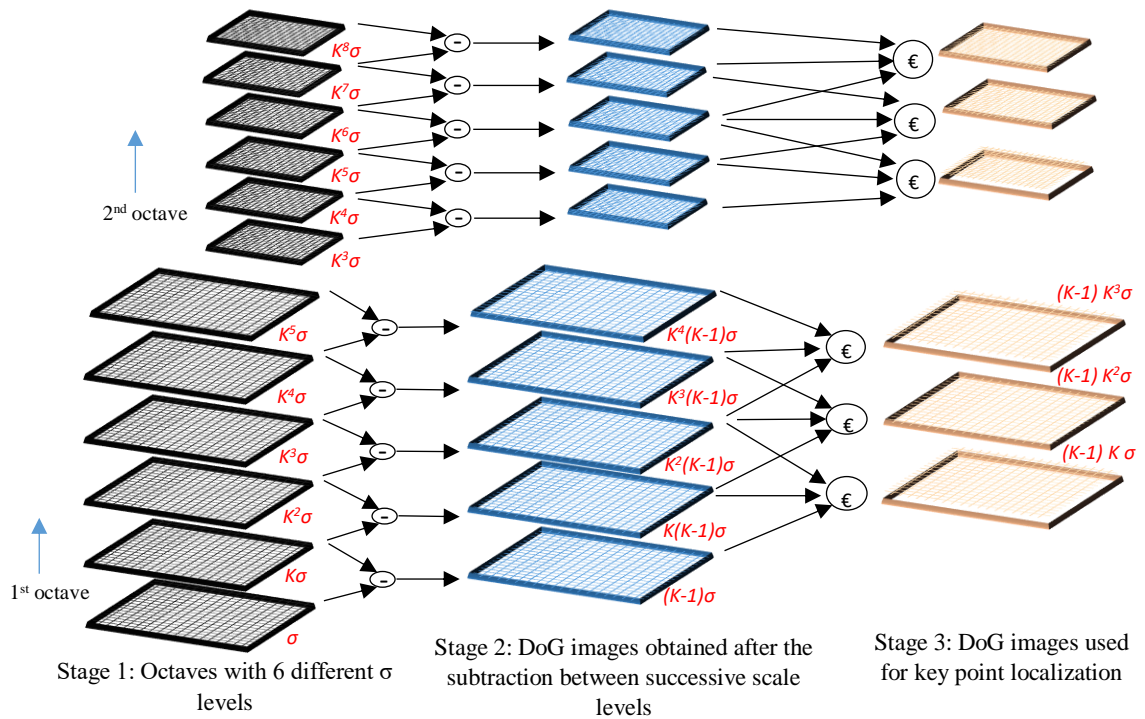 K⁸σ
-
€
K⁷σ
-
K⁶σ
-
€
K⁵σ
-
€
2nd octave
K⁴σ
-
K³σ
(K-1) K³σ
K⁵σ
-
K⁴(K-1)σ
€
(K-1) K²σ
K⁴σ
-
K³(K-1)σ
€
(K-1) K σ
K³σ
-
K²(K-1)σ
€
K²σ
-
K(K-1)σ
1st octave
Kσ
-
(K-1)σ
σ
Stage 1: Octaves with 6 different σ
levels
Stage 2: DoG images obtained after the
subtraction between successive scale
levels
Stage 3: DoG images used
for key point localization